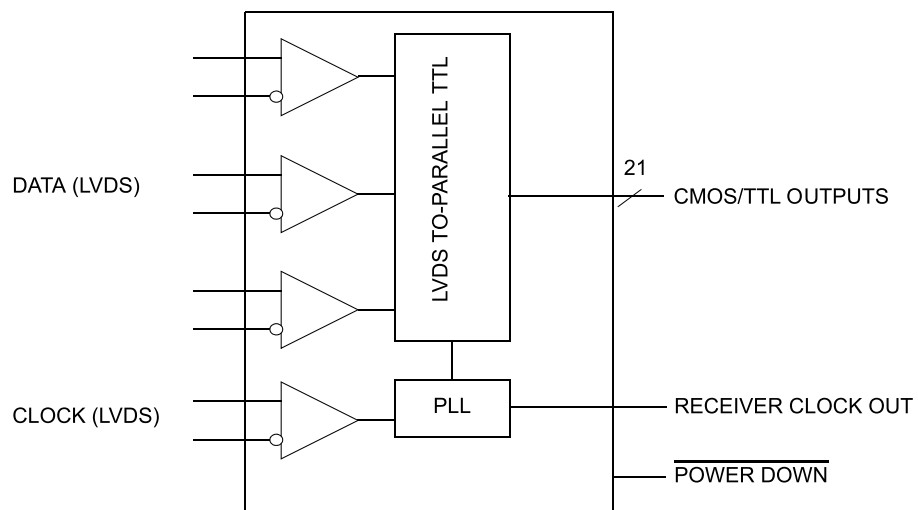 DATA (LVDS)
CLOCK (LVDS)
LVDS TO-PARALLEL TTL
PLL
21
CMOS/TTL OUTPUTS
RECEIVER CLOCK OUT
POWER DOWN